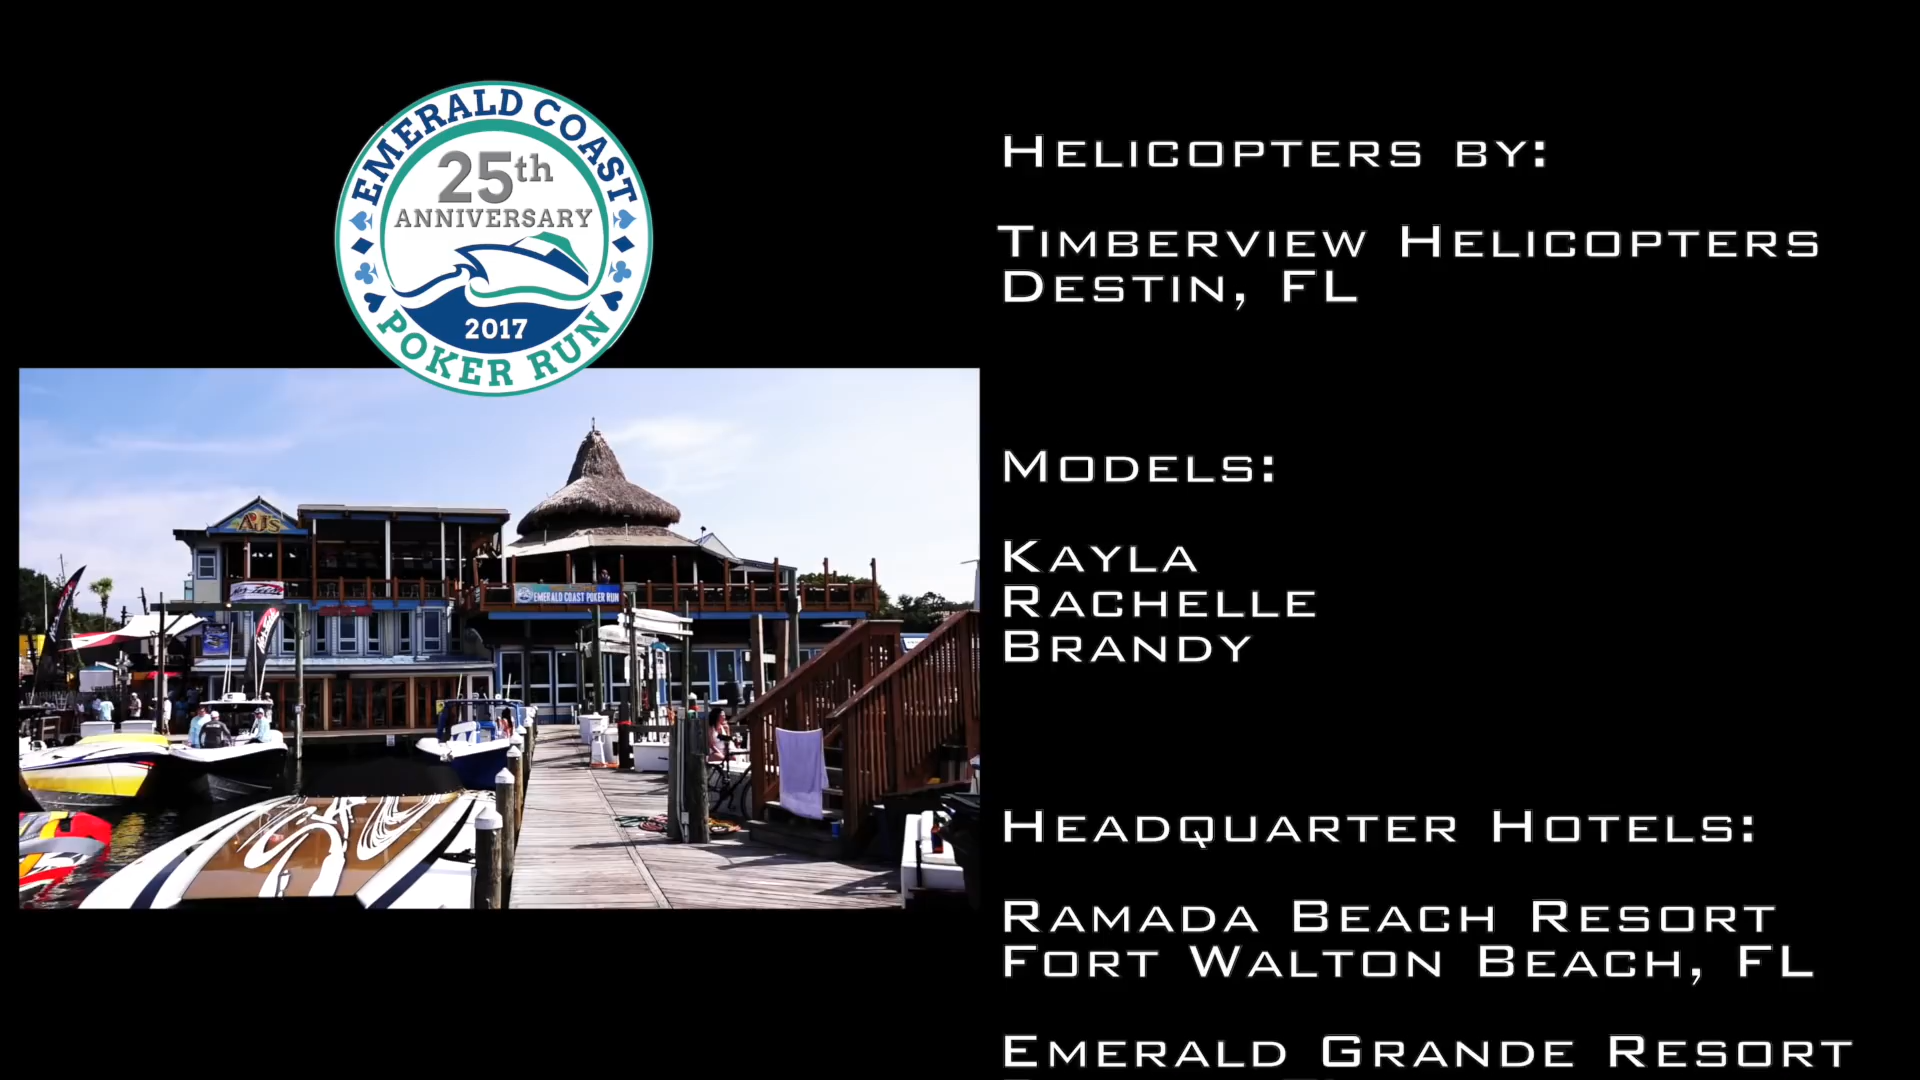 EMERALD COAST
25th
ANNIVERSARY
2017
POKER RUN
AJ's
EMERALD COAST POKER RUN
HELICOPTERS BY:
TIMBERVIEW HELICOPTERS
DESTIN, FL
MODELS:
KAYLA
RACHELLE
BRANDY
HEADQUARTER HOTELS:
RAMADA BEACH RESORT
FORT WALTON BEACH, FL
EMERALD GRANDE RESORT